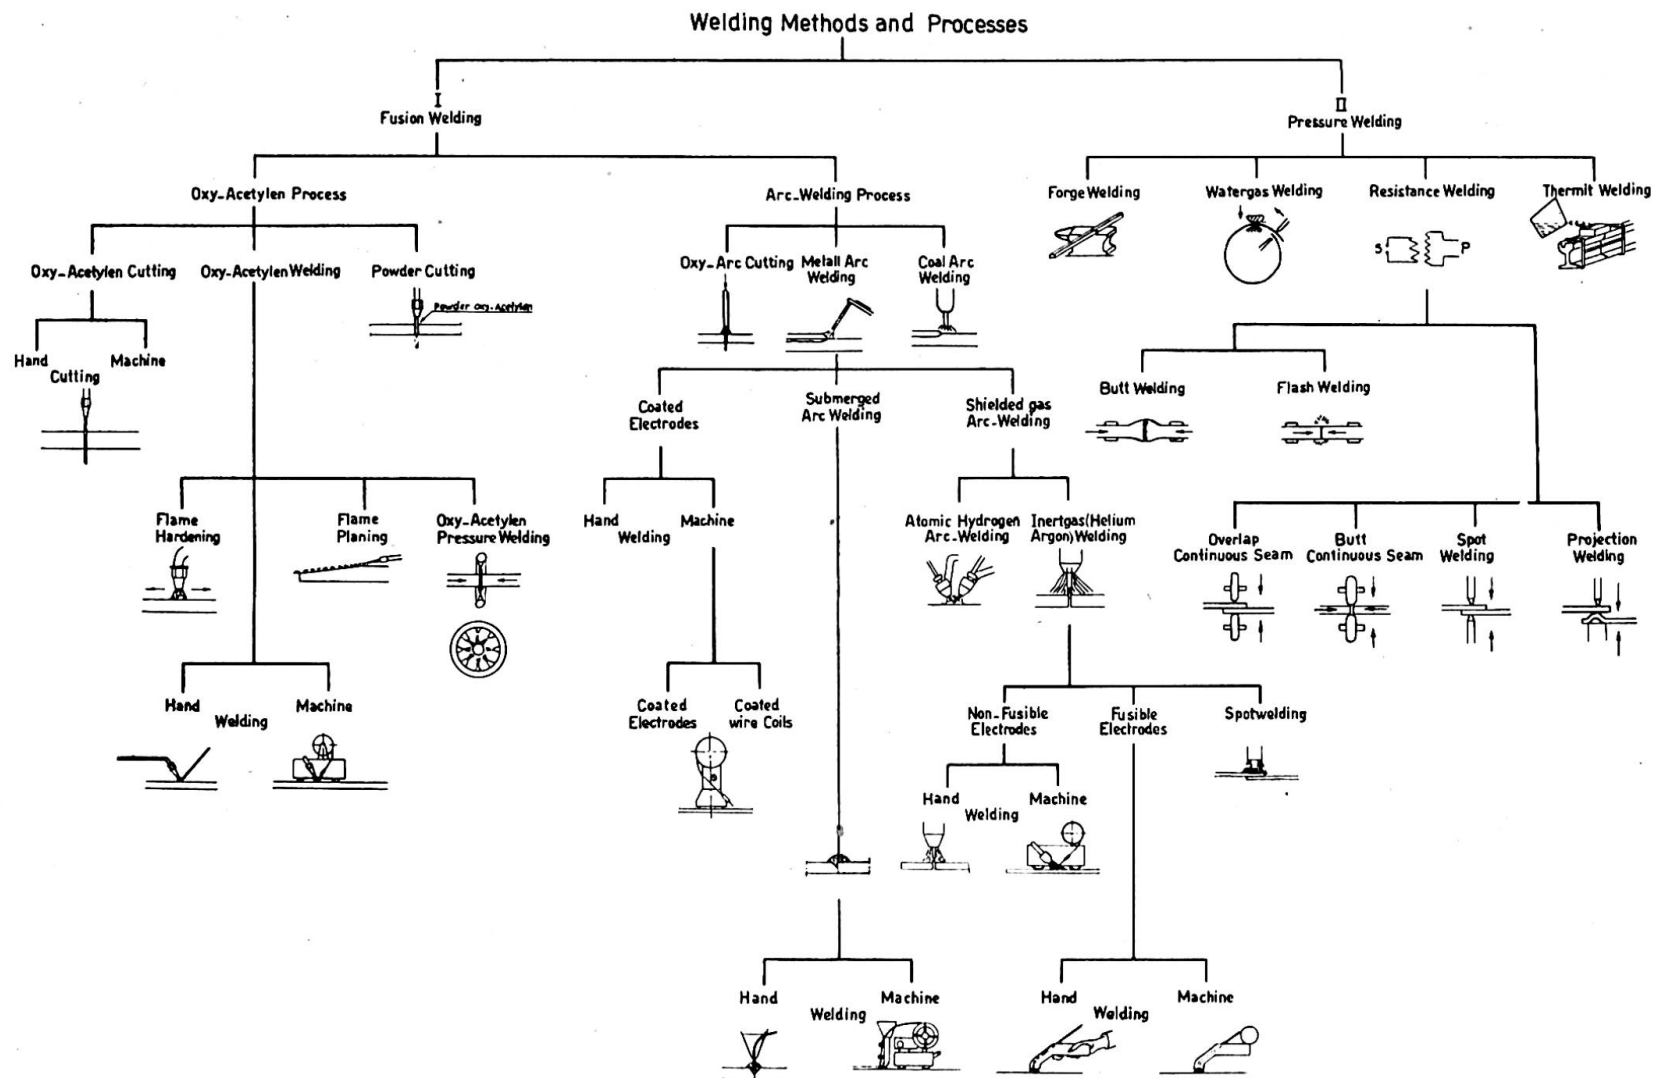 Welding Methods and Processes
I
Fusion Welding
II
Pressure Welding
Oxy-Acetylen Process
Arc-Welding Process
Forge Welding
Watergas Welding
Resistance Welding
Thermit Welding
S
P
Oxy-Acetylen Cutting
Oxy-Acetylen Welding
Powder Cutting
Powder Oxy-Acetylen
Oxy-Arc Cutting
Metall Arc
Welding
Coal Arc
Welding
Hand
Machine
Cutting
Coated
Electrodes
Submerged
Arc Welding
Shielded gas
Arc-Welding
Butt Welding
Flash Welding
Flame
Hardening
Flame
Planing
Oxy-Acetylen
Pressure Welding
Hand
Machine
Welding
Atomic Hydrogen
Arc-Welding
Inertgas(Helium
Argon)Welding
Overlap
Continuous Seam
Butt
Continuous Seam
Spot
Welding
Projection
Welding
Hand
Machine
Welding
Coated
Electrodes
Coated
wire Coils
Non-Fusible
Electrodes
Fusible
Electrodes
Spotwelding
Hand
Machine
Welding
Hand
Machine
Welding
Hand
Machine
Welding